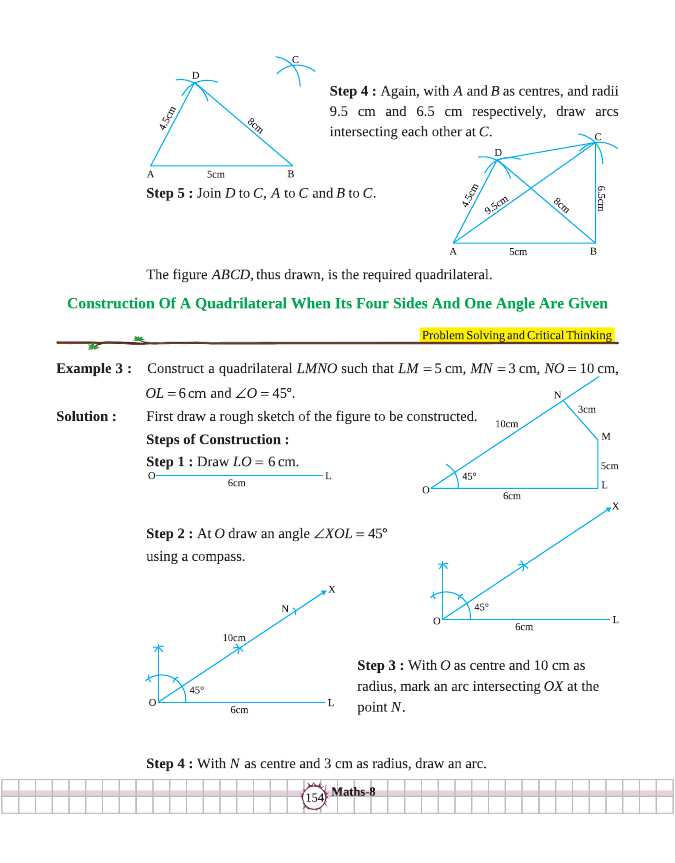 C
D
4.5cm
8cm
A
5cm
B
Step 4 : Again, with A and B as centres, and radii
9.5 cm and 6.5 cm respectively, draw arcs
intersecting each other at C.
C
D
4.5cm
9.5cm
8cm
6.5cm
A
5cm
B
Step 5 : Join D to C, A to C and B to C.
The figure ABCD, thus drawn, is the required quadrilateral.
Construction Of A Quadrilateral When Its Four Sides And One Angle Are Given
Problem Solving and Critical Thinking
Example 3 : Construct a quadrilateral LMNO such that LM = 5 cm, MN = 3 cm, NO = 10 cm,
OL = 6 cm and ∠O = 45°.
Solution : First draw a rough sketch of the figure to be constructed.
Steps of Construction :
Step 1 : Draw LO = 6 cm.
O
L
6cm
N
3cm
10cm
M
5cm
45°
O
L
6cm
Step 2 : At O draw an angle ∠XOL = 45°
using a compass.
X
45°
O
L
6cm
X
N
10cm
45°
O
L
6cm
Step 3 : With O as centre and 10 cm as
radius, mark an arc intersecting OX at the
point N.
Step 4 : With N as centre and 3 cm as radius, draw an arc.
154
Maths-8